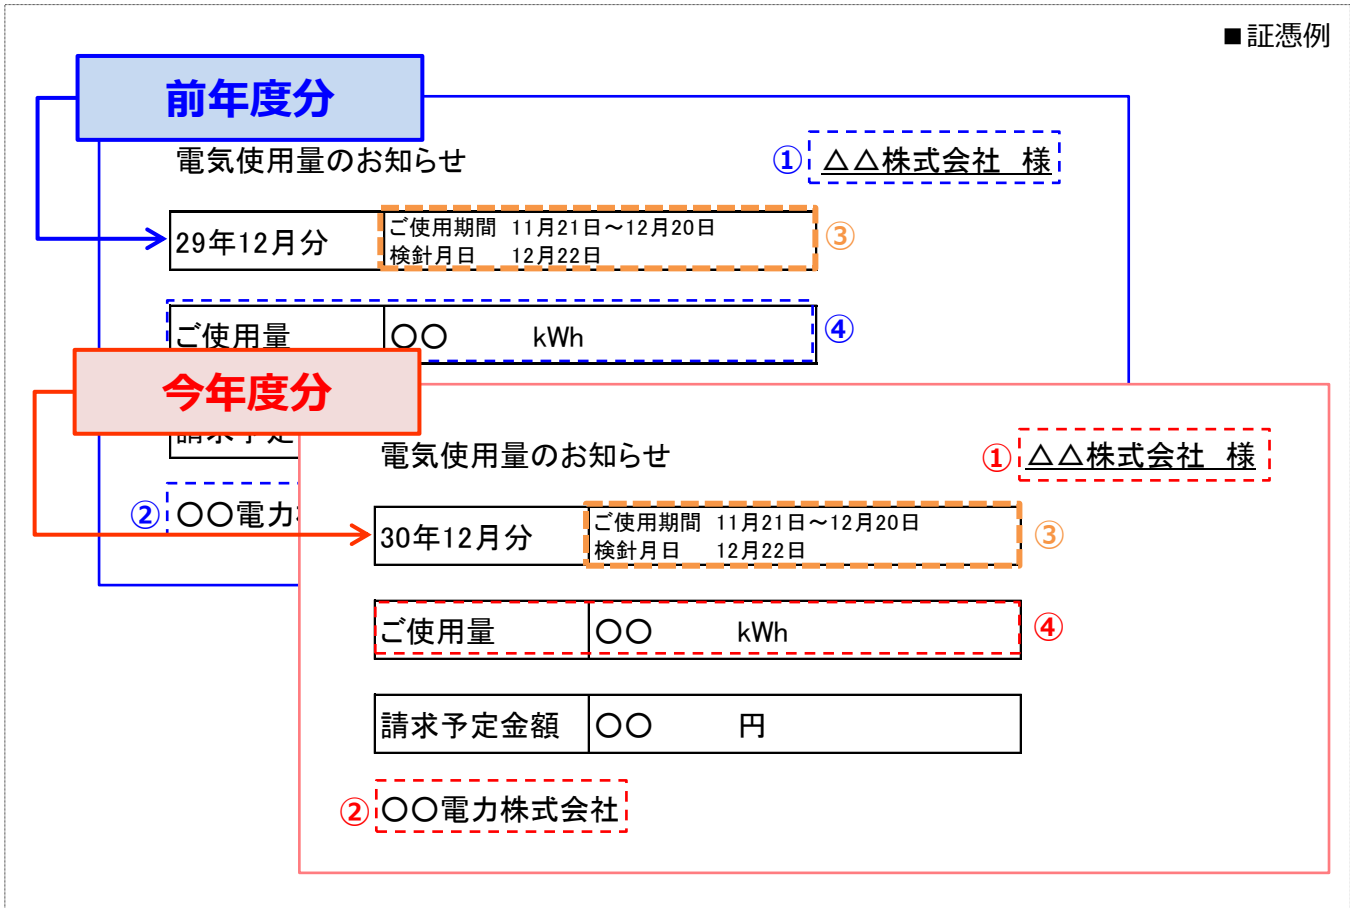 ■証憑例
前年度分
電気使用量のお知らせ
① △△株式会社 様
29年12月分
ご使用期間 11月21日～12月20日
検針月日 12月22日
③
ご使用量 〇〇 kWh
④
② 〇〇電力
今年度分
電気使用量のお知らせ
① △△株式会社 様
30年12月分
ご使用期間 11月21日～12月20日
検針月日 12月22日
③
ご使用量 〇〇 kWh
④
請求予定金額 〇〇 円
② 〇〇電力株式会社